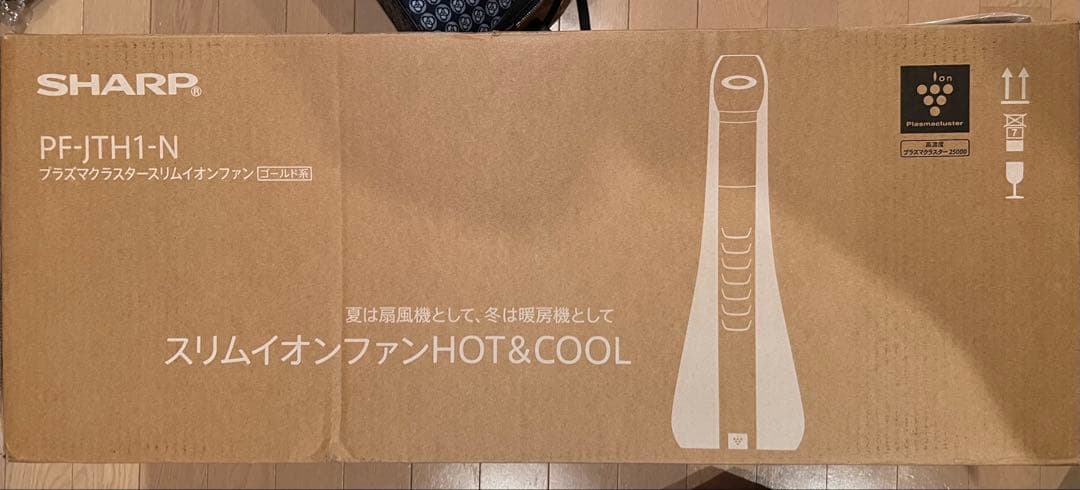 SHARP®
PF-JTH1-N
プラズマクラスタースリムイオンファン ゴールド系
夏は扇風機として、冬は暖房機として
スリムイオンファンHOT&COOL
Ion
Plasmacluster
高濃度
プラズマクラスター25000
7